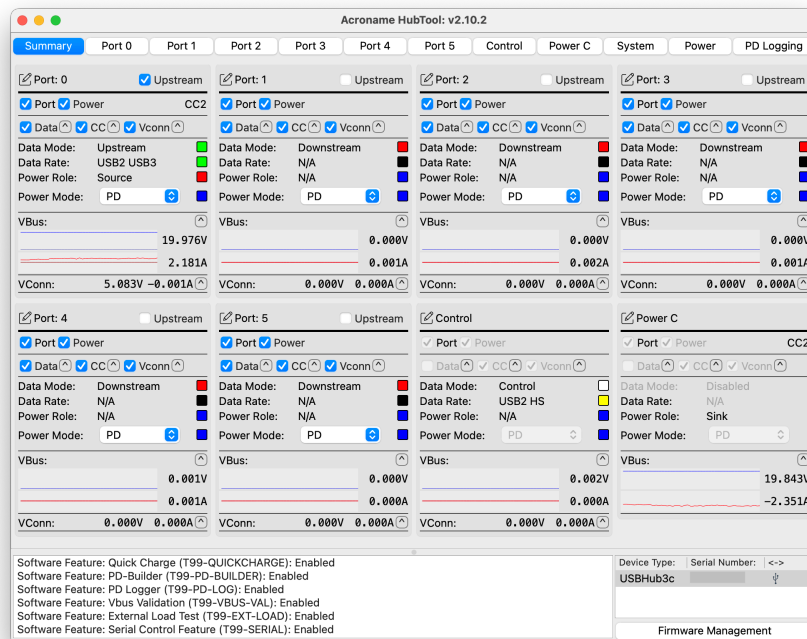 Acroname HubTool: v2.10.2
Summary Port 0 Port 1 Port 2 Port 3 Port 4 Port 5 Control Power C System Power PD Logging
Port: 0 Upstream Port: 1 Upstream Port: 2 Upstream Port: 3 Upstream
Port Power CC2 Port Power Port Power Port Power
Data^ CC^ Vconn^ Data^ CC^ Vconn^ Data^ CC^ Vconn^ Data^ CC^ Vconn^
Data Mode: Upstream Data Mode: Downstream Data Mode: Downstream Data Mode: Downstream
Data Rate: USB2 USB3 Data Rate: N/A Data Rate: N/A Data Rate: N/A
Power Role: Source Power Role: N/A Power Role: N/A Power Role: N/A
Power Mode: PD Power Mode: PD Power Mode: PD Power Mode: PD
VBus: ^ VBus: ^ VBus: ^ VBus: ^
19.976V 0.000V 0.000V 0.000V
2.181A 0.001A 0.002A 0.001A
VConn: 5.083V -0.001A^ VConn: 0.000V 0.000A^ VConn: 0.000V 0.000A^ VConn: 0.000V 0.000A^
Port: 4 Upstream Port: 5 Upstream Control Power C
Port Power Port Power Port Power Port Power CC2
Data^ CC^ Vconn^ Data^ CC^ Vconn^ Data^ CC^ Vconn^ Data^ CC^ Vconn^
Data Mode: Downstream Data Mode: Downstream Data Mode: Control Data Mode: Disabled
Data Rate: N/A Data Rate: N/A Data Rate: USB2 HS Data Rate: N/A
Power Role: N/A Power Role: N/A Power Role: N/A Power Role: Sink
Power Mode: PD Power Mode: PD Power Mode: PD Power Mode: PD
VBus: ^ VBus: ^ VBus: ^ VBus: ^
0.001V 0.000V 0.002V 19.843V
0.001A 0.000A 0.000A -2.351A
VConn: 0.000V 0.000A^ VConn: 0.000V 0.000A^ VConn: 0.000V 0.000A^
Software Feature: Quick Charge (T99-QUICKCHARGE): Enabled
Software Feature: PD-Builder (T99-PD-BUILDER): Enabled
Software Feature: PD Logger (T99-PD-LOG): Enabled
Software Feature: Vbus Validation (T99-VBUS-VAL): Enabled
Software Feature: External Load Test (T99-EXT-LOAD): Enabled
Software Feature: Serial Control Feature (T99-SERIAL): Enabled
Device Type: Serial Number: <->
USBHub3c
Firmware Management